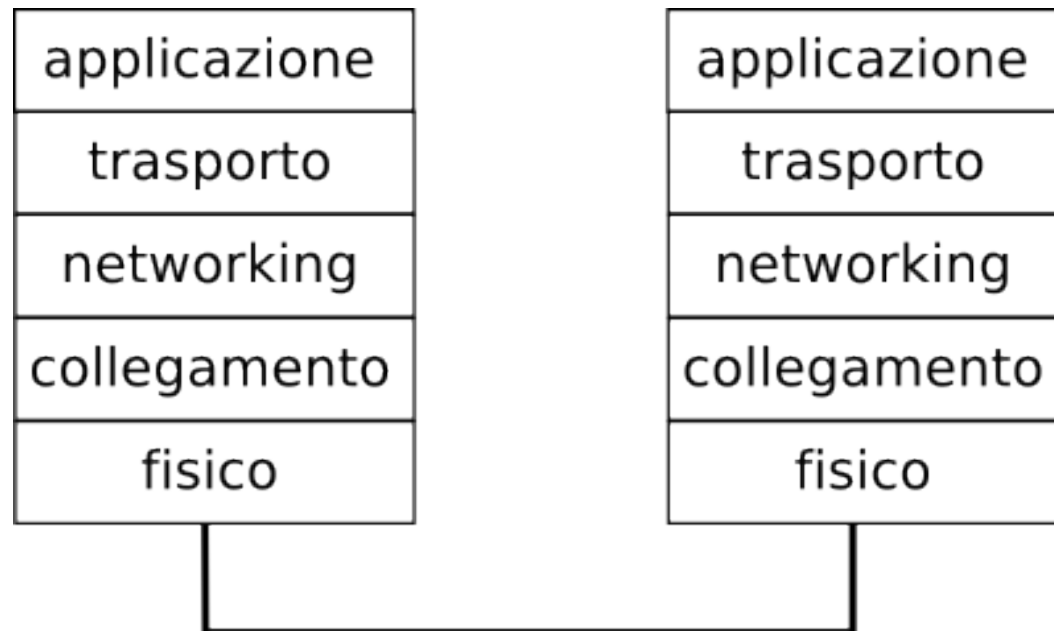 applicazione
trasporto
networking
collegamento
fisico
applicazione
trasporto
networking
collegamento
fisico